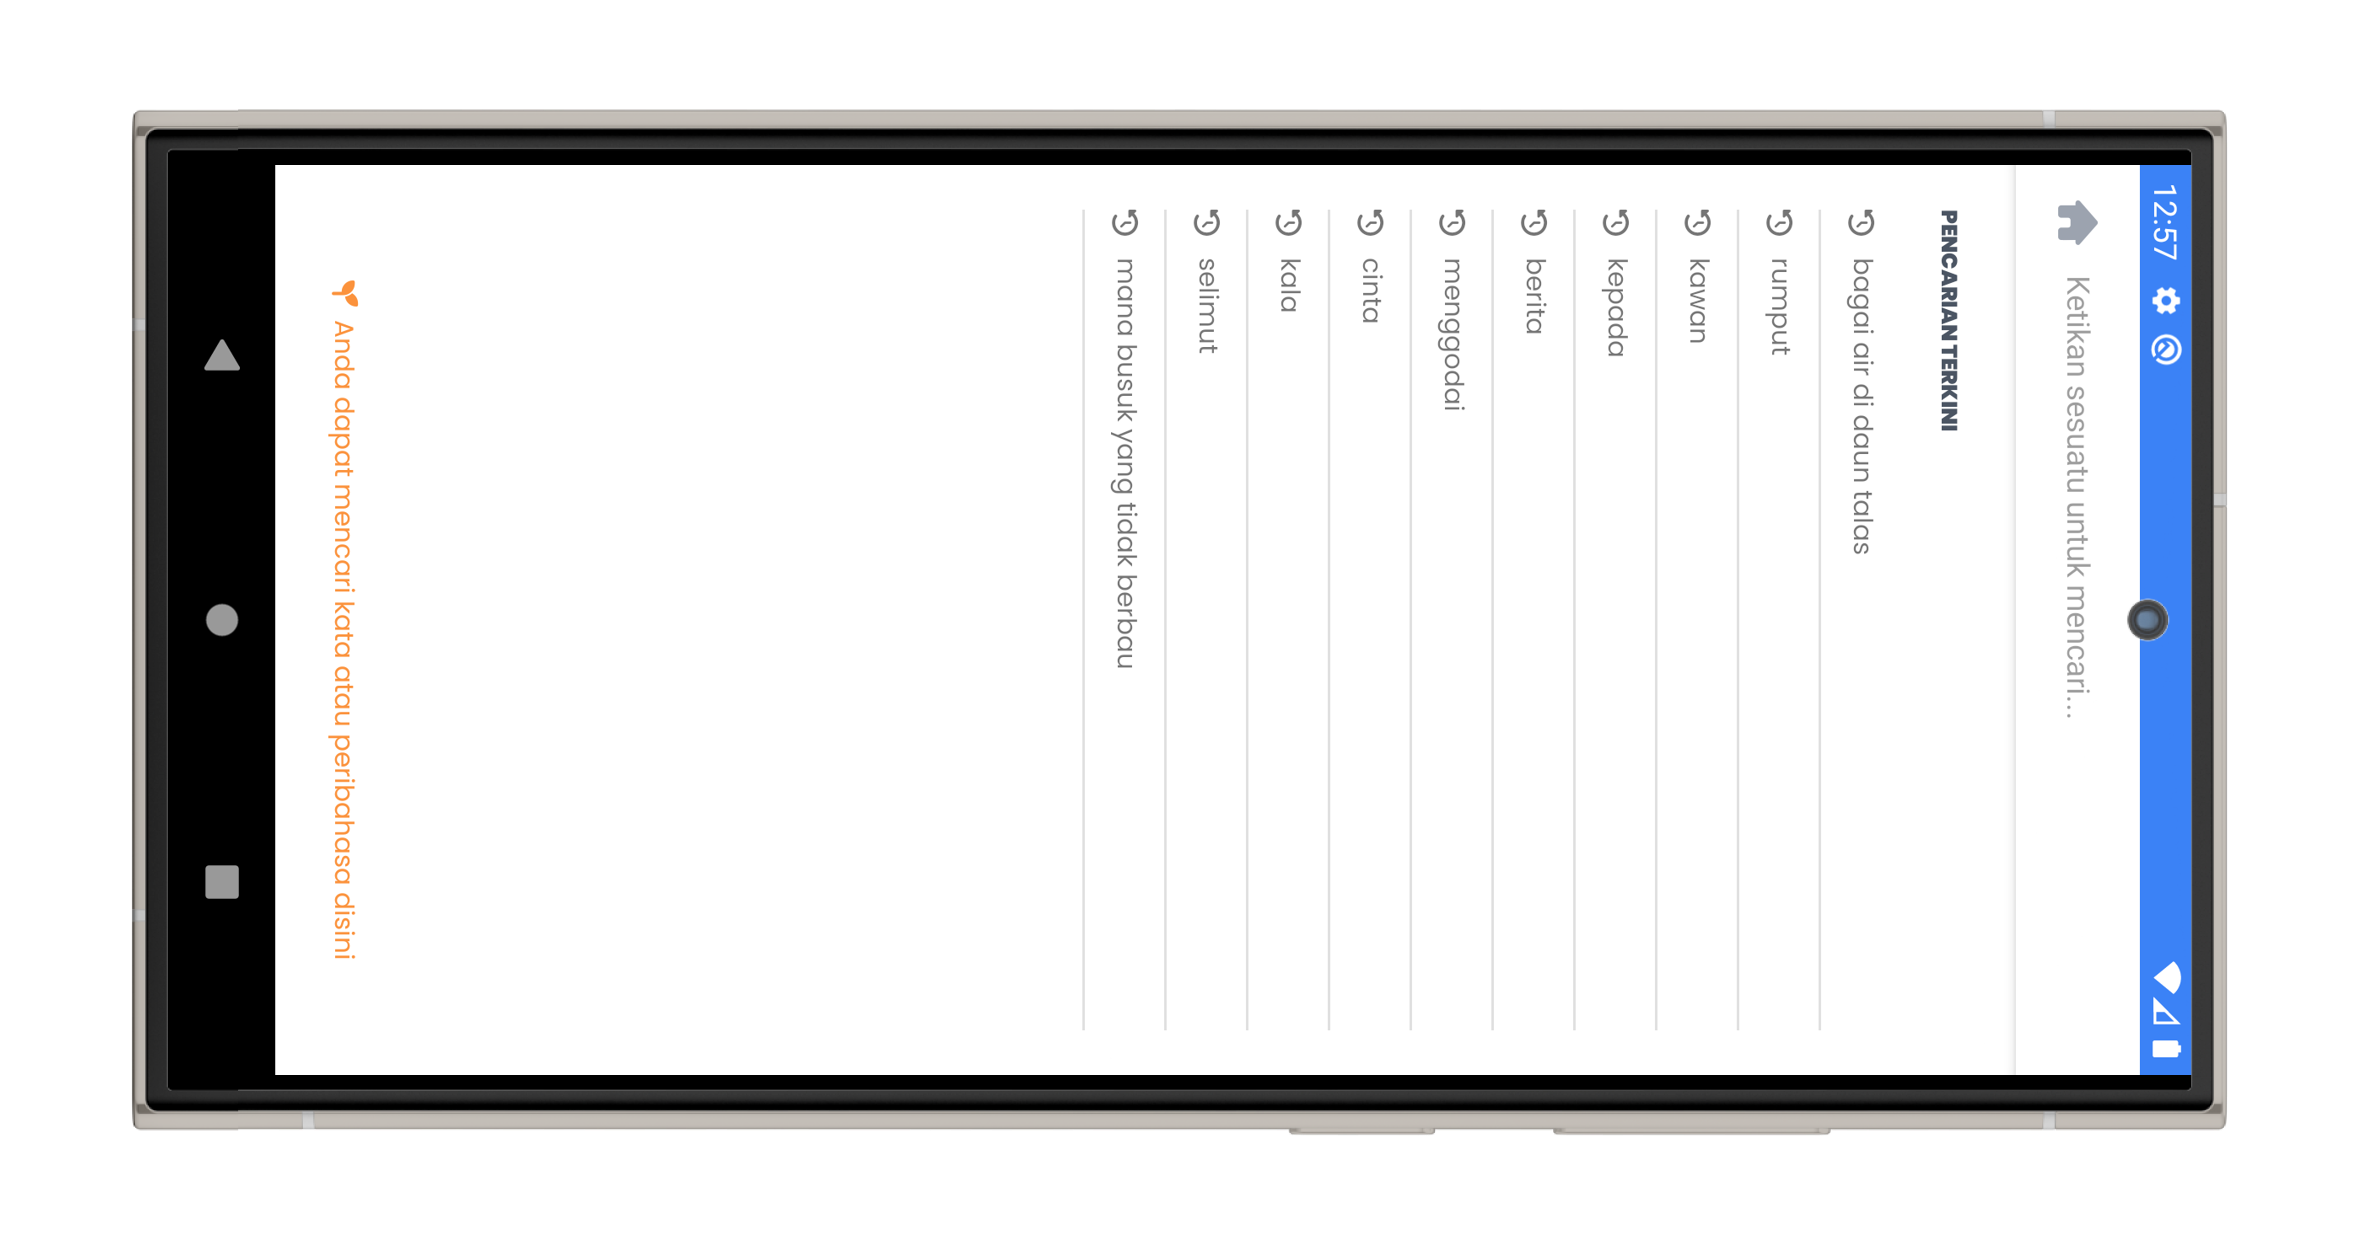 12:57
Ketikan sesuatu untuk mencari...
PENCARIAN TERKINI
bagai air di daun talas
rumput
kawan
kepada
berita
menggodai
cinta
kala
selimut
mana busuk yang tidak berbau
Anda dapat mencari kata atau peribahasa disini